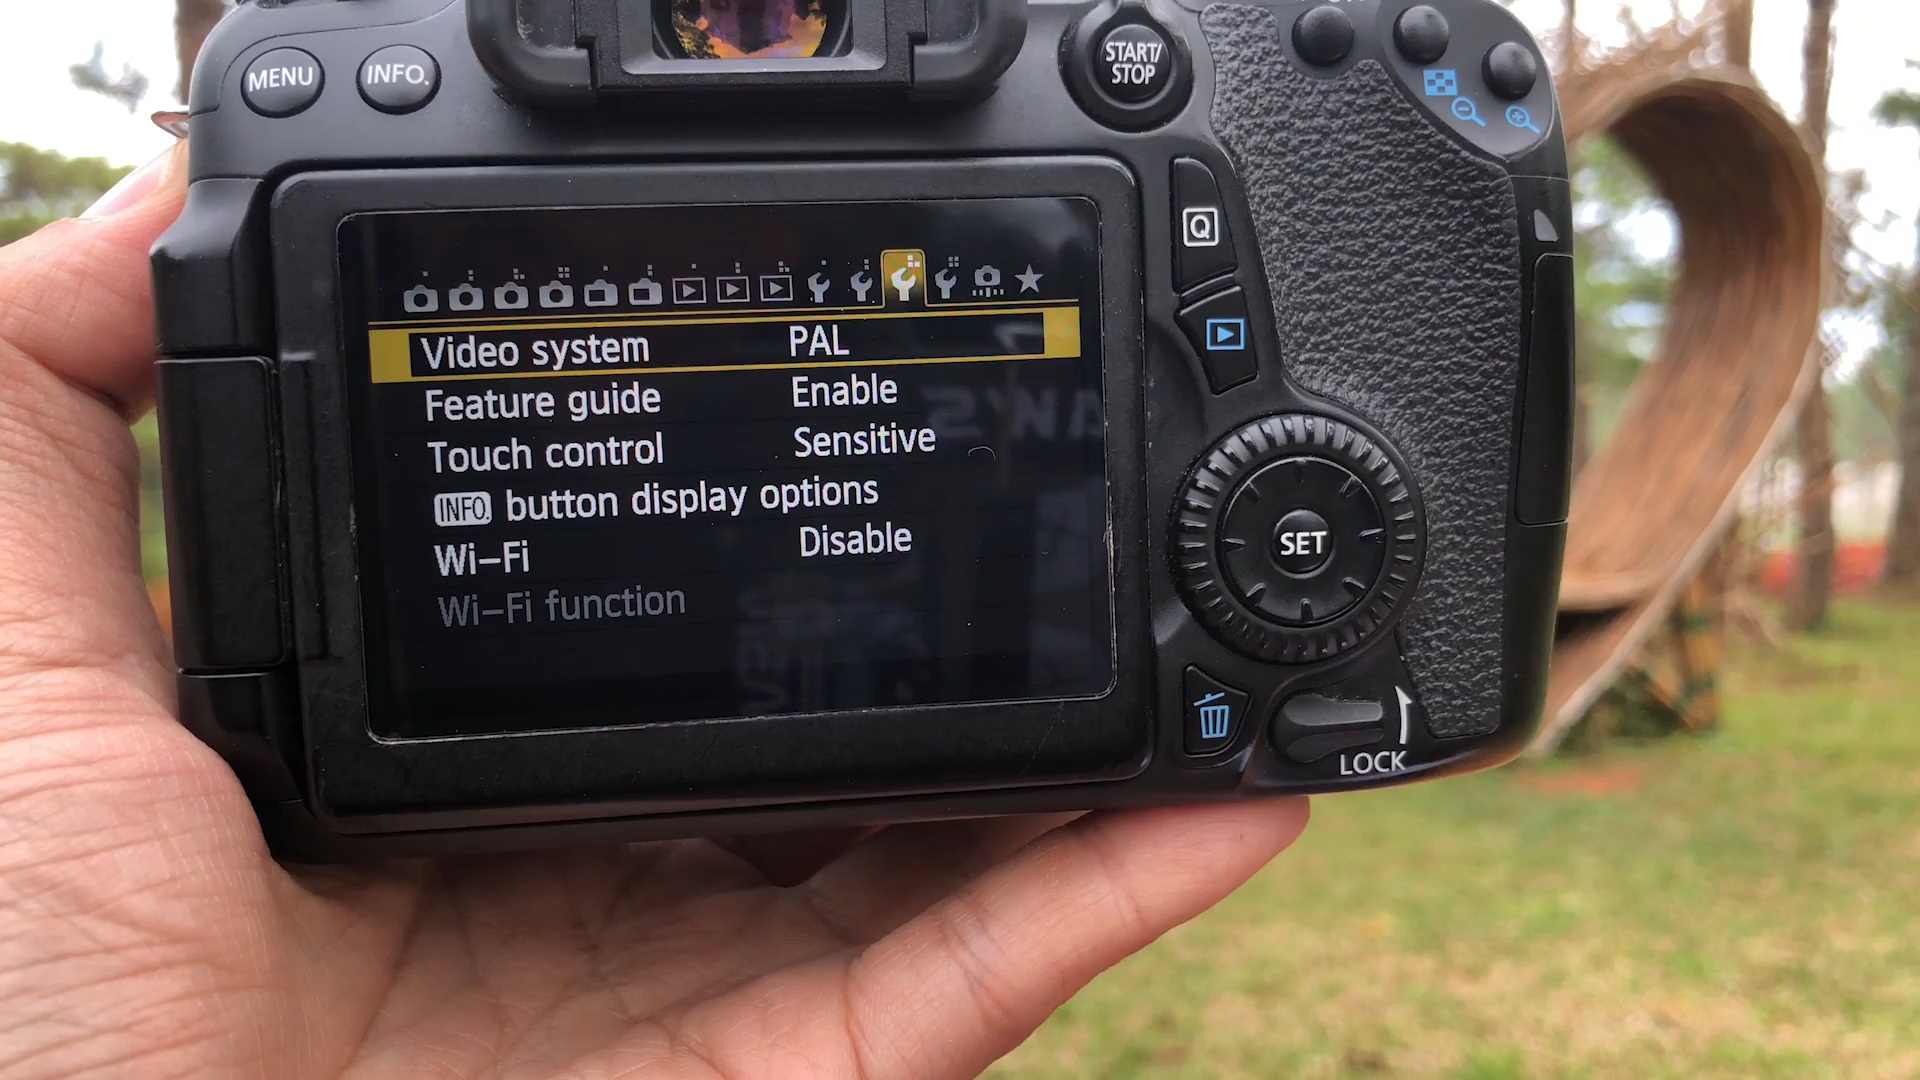 MENU
INFO.
START/
STOP
Q
Video system PAL
Feature guide Enable
Touch control Sensitive
INFO. button display options
Wi-Fi Disable
Wi-Fi function
SET
LOCK